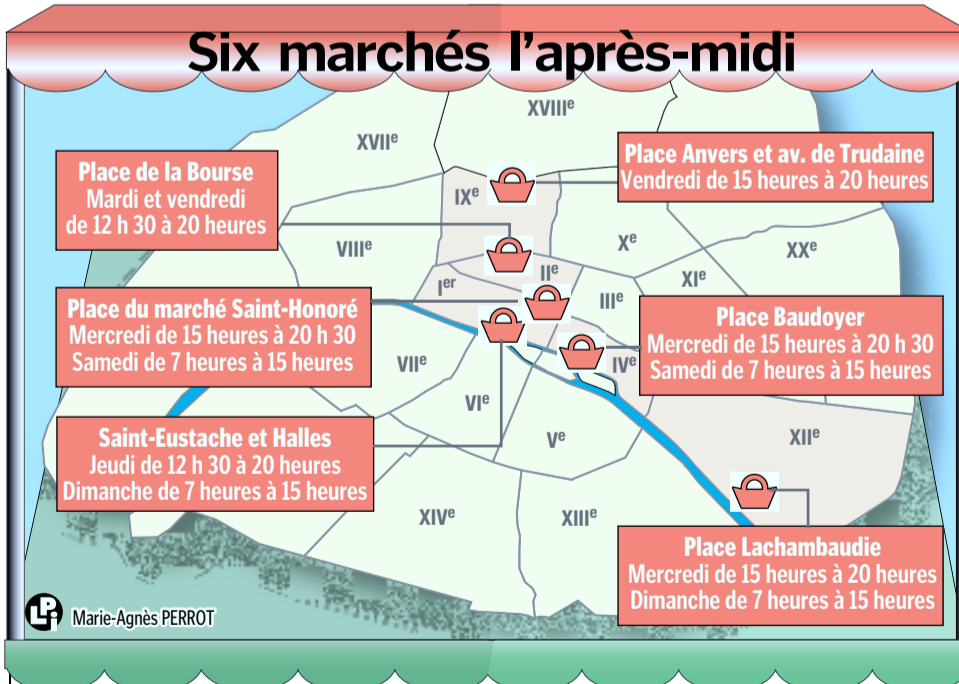 Six marchés l'après-midi
XVIIIe
XVIIe
Place Anvers et av. de Trudaine
Vendredi de 15 heures à 20 heures
Place de la Bourse
Mardi et vendredi
de 12 h 30 à 20 heures
IXe
VIIIe
Xe
XXe
IIe
XIe
Ier
IIIe
Place du marché Saint-Honoré
Mercredi de 15 heures à 20 h 30
Samedi de 7 heures à 15 heures
Place Baudoyer
Mercredi de 15 heures à 20 h 30
Samedi de 7 heures à 15 heures
VIIe
IVe
VIe
Ve
XIIe
Saint-Eustache et Halles
Jeudi de 12 h 30 à 20 heures
Dimanche de 7 heures à 15 heures
XIVe
XIIIe
Place Lachambaudie
Mercredi de 15 heures à 20 heures
Dimanche de 7 heures à 15 heures
LPi
Marie-Agnès PERROT